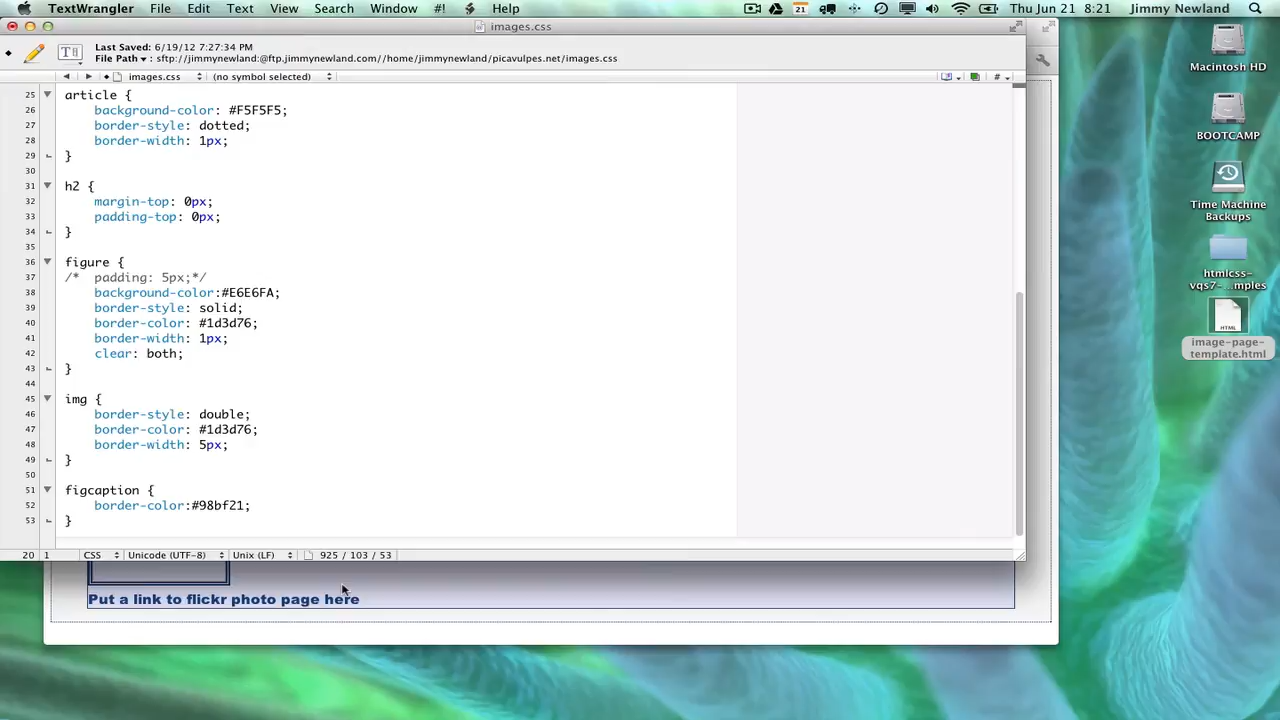 TextWrangler File Edit Text View Search Window #! Help Thu Jun 21 8:21 Jimmy Newland
images.css
Last Saved: 6/19/12 7:27:34 PM
File Path ▾ : sftp://jimmynewland:@ftp.jimmynewland.com//home/jimmynewland/picavulpes.net/images.css
images.css (no symbol selected) #
25 article {
26 background-color: #F5F5F5;
27 border-style: dotted;
28 border-width: 1px;
29 }
30
31 h2 {
32 margin-top: 0px;
33 padding-top: 0px;
34 }
35
36 figure {
37 /* padding: 5px;*/
38 background-color:#E6E6FA;
39 border-style: solid;
40 border-color: #1d3d76;
41 border-width: 1px;
42 clear: both;
43 }
44
45 img {
46 border-style: double;
47 border-color: #1d3d76;
48 border-width: 5px;
49 }
50
51 figcaption {
52 border-color:#98bf21;
53 }
20 1 CSS Unicode (UTF-8) Unix (LF) 925 / 103 / 53
Put a link to flickr photo page here
Macintosh HD
BOOTCAMP
Time Machine
Backups
htmlcss-
vqs7-...mples
HTML
image-page-
template.html